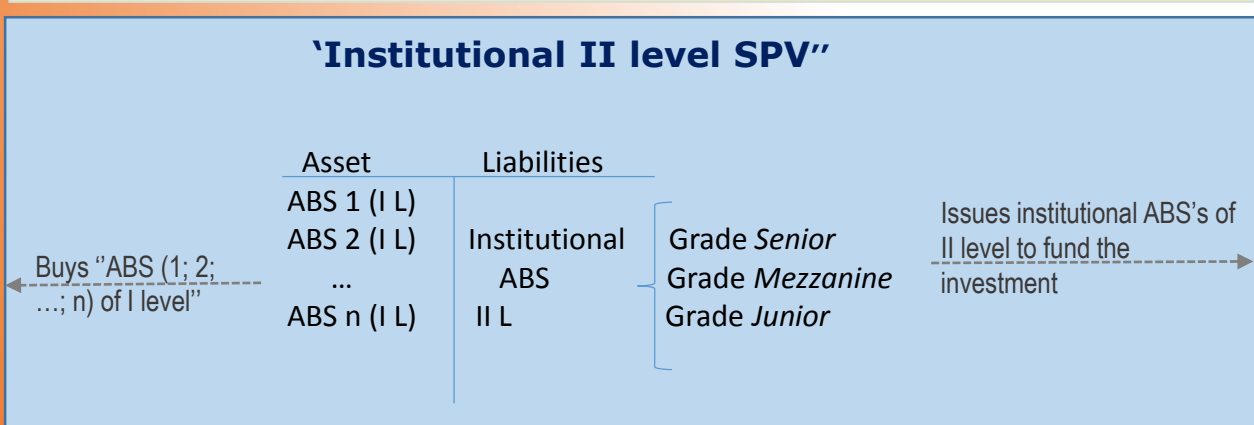 ‘Institutional II level SPV’’
Asset Liabilities
ABS 1 (I L)
ABS 2 (I L) Institutional Grade Senior
… ABS Grade Mezzanine
ABS n (I L) II L Grade Junior
Buys ‘’ABS (1; 2;
…; n) of I level’’
Issues institutional ABS’s of
II level to fund the
investment